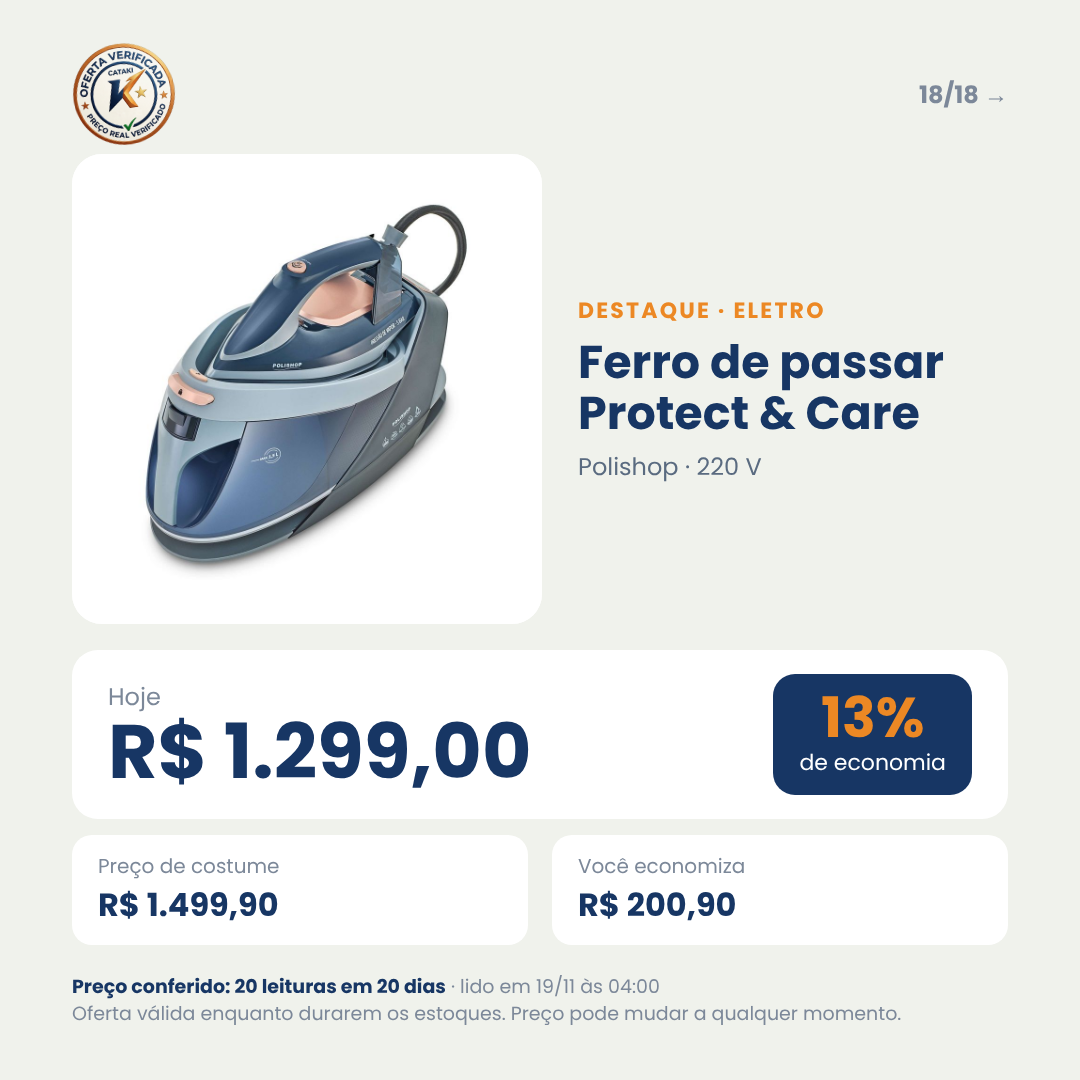 OFERTA VERIFICADA
CATAKI
K
PREÇO REAL VERIFICADO
18/18 →
POLISHOP
DESTAQUE · ELETRO
Ferro de passar
Protect & Care
Polishop · 220 V
Hoje
R$ 1.299,00
13%
de economia
Preço de costume
R$ 1.499,90
Você economiza
R$ 200,90
Preço conferido: 20 leituras em 20 dias · lido em 19/11 às 04:00
Oferta válida enquanto durarem os estoques. Preço pode mudar a qualquer momento.